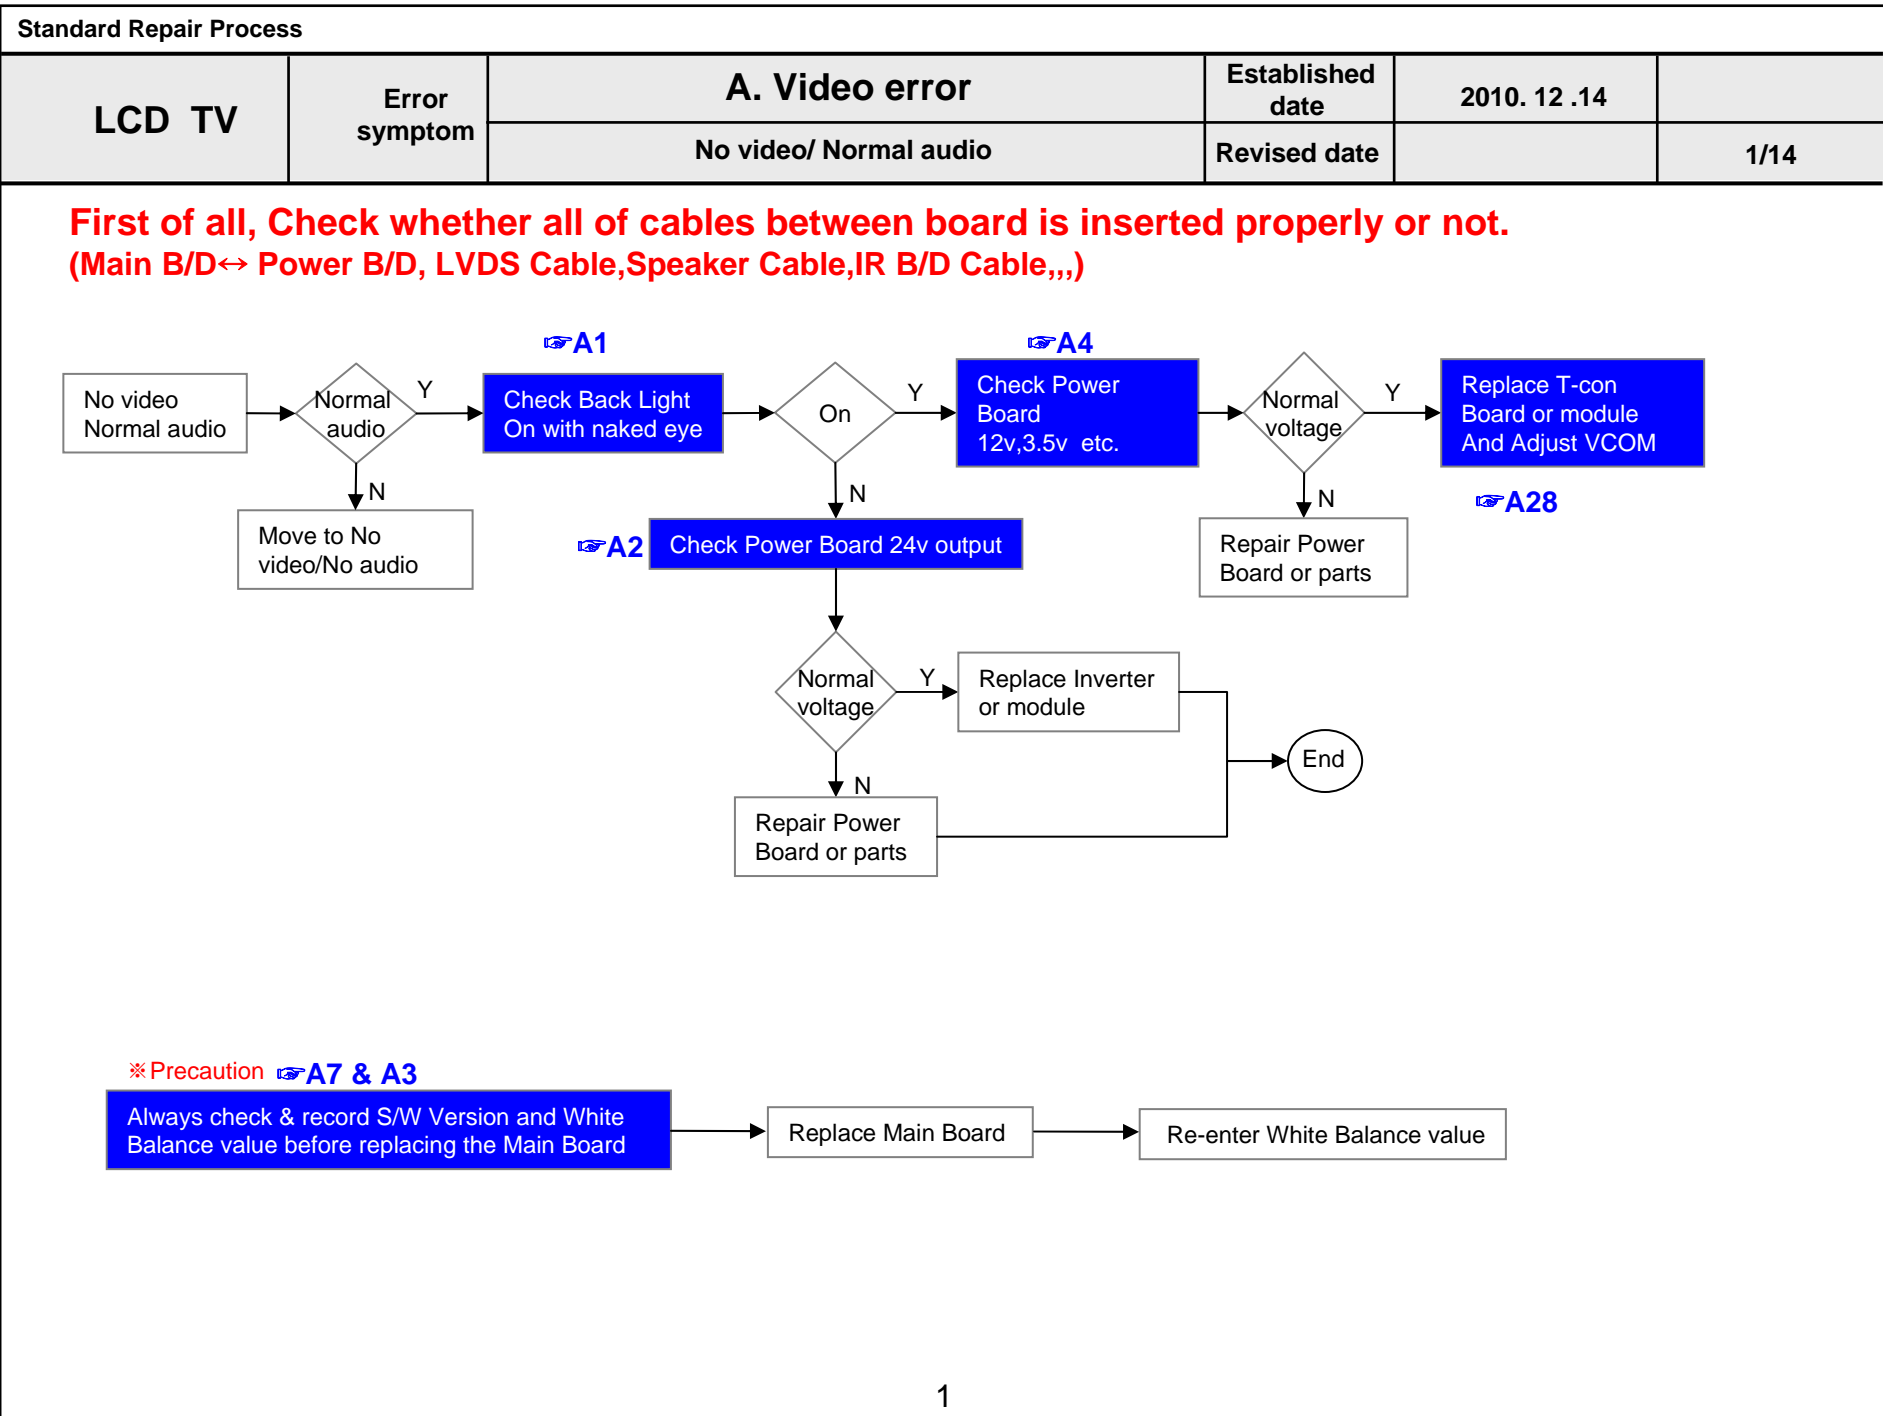 Standard Repair Process
LCD  TV
Error
symptom
A. Video error
No video/ Normal audio
Established
date
2010. 12 .14
Revised date
1/14
First of all, Check whether all of cables between board is inserted properly or not.
(Main B/D↔ Power B/D, LVDS Cable,Speaker Cable,IR B/D Cable,,,)
☞A1
☞A4
No video
Normal audio
Normal
audio
Y
Check Back Light
On with naked eye
On
Y
Check Power
Board
12v,3.5v  etc.
Normal
voltage
Y
Replace T-con
Board or module
And Adjust VCOM
N
N
N
☞A28
Move to No
video/No audio
☞A2
Check Power Board 24v output
Repair Power
Board or parts
Normal
voltage
Y
Replace Inverter
or module
End
N
Repair Power
Board or parts
※Precaution
☞A7 & A3
Always check & record S/W Version and White
Balance value before replacing the Main Board
Replace Main Board
Re-enter White Balance value
1